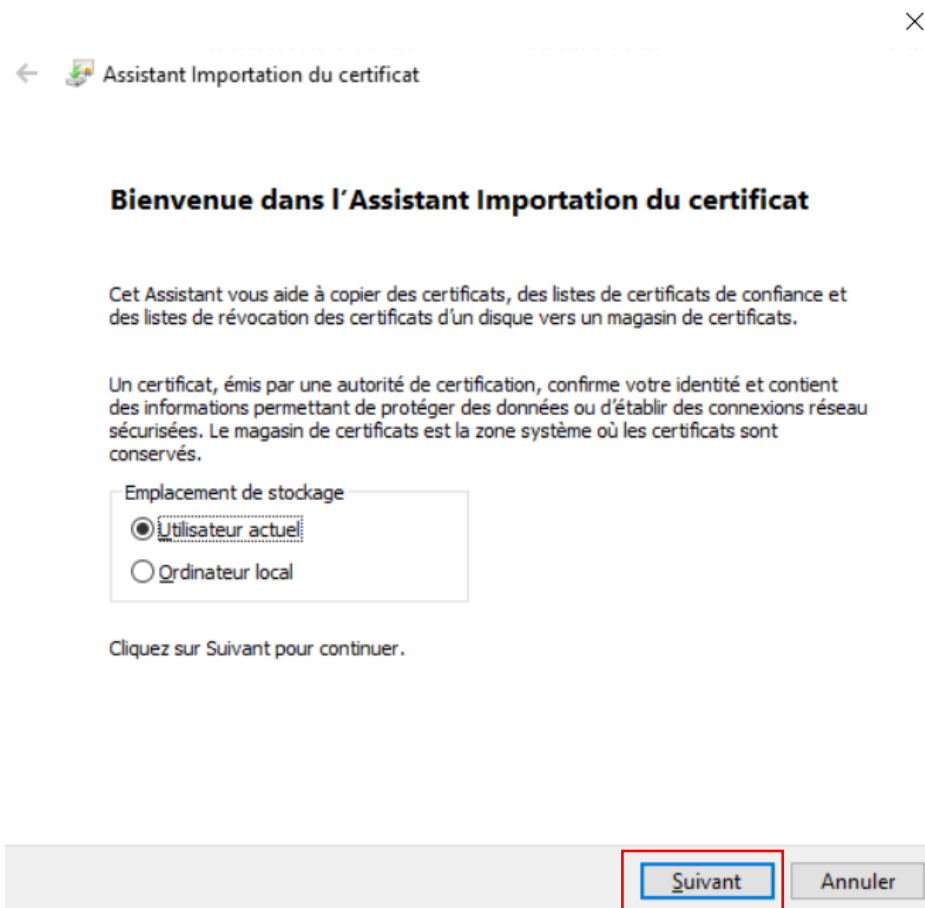 Assistant Importation du certificat
Bienvenue dans l'Assistant Importation du certificat
Cet Assistant vous aide à copier des certificats, des listes de certificats de confiance et
des listes de révocation des certificats d'un disque vers un magasin de certificats.
Un certificat, émis par une autorité de certification, confirme votre identité et contient
des informations permettant de protéger des données ou d'établir des connexions réseau
sécurisées. Le magasin de certificats est la zone système où les certificats sont
conservés.
Emplacement de stockage
Utilisateur actuel
Ordinateur local
Cliquez sur Suivant pour continuer.
Suivant Annuler